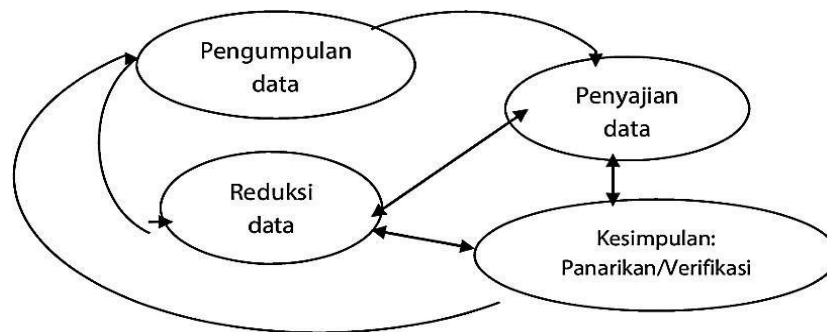 Pengumpulan
data
Penyajian
data
Reduksi
data
Kesimpulan:
Panarikan/Verifikasi